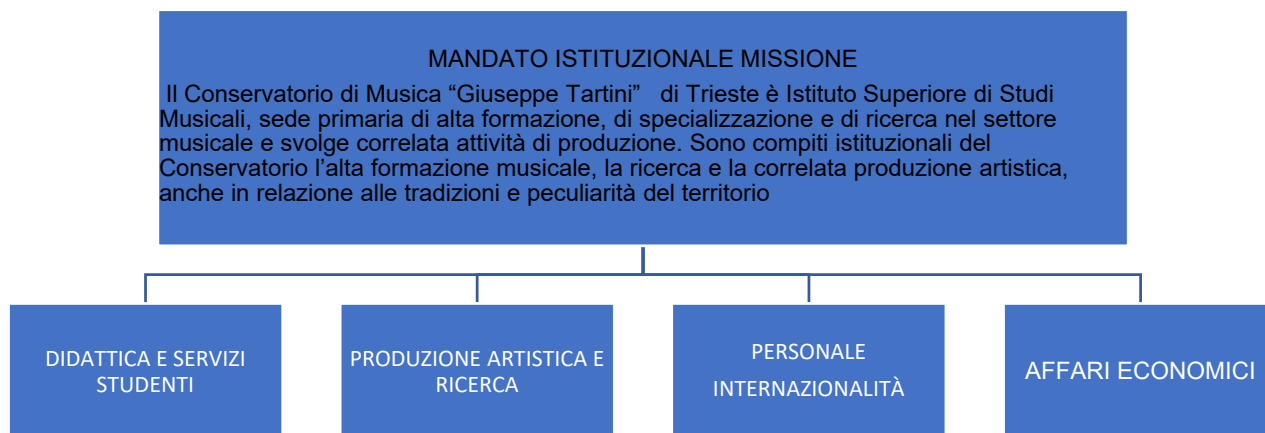 MANDATO ISTITUZIONALE MISSIONE
Il Conservatorio di Musica “Giuseppe Tartini” di Trieste è Istituto Superiore di Studi
Musicali, sede primaria di alta formazione, di specializzazione e di ricerca nel settore
musicale e svolge correlata attività di produzione. Sono compiti istituzionali del
Conservatorio l’alta formazione musicale, la ricerca e la correlata produzione artistica,
anche in relazione alle tradizioni e peculiarità del territorio
DIDATTICA E SERVIZI
STUDENTI
PRODUZIONE ARTISTICA E
RICERCA
PERSONALE
INTERNAZIONALITÀ
AFFARI ECONOMICI